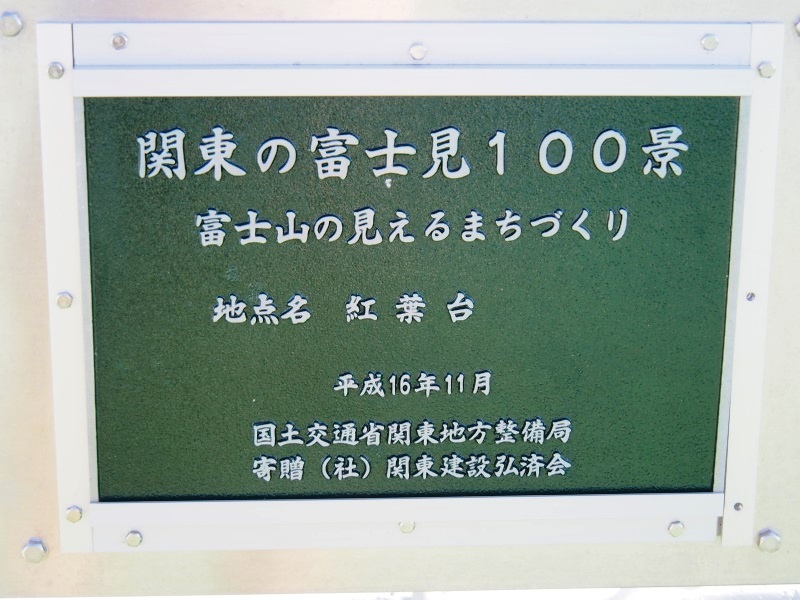 関東の富士見１００景
富士山の見えるまちづくり
地点名　紅葉台
平成16年11月
国土交通省関東地方整備局
寄贈（社）関東建設弘済会